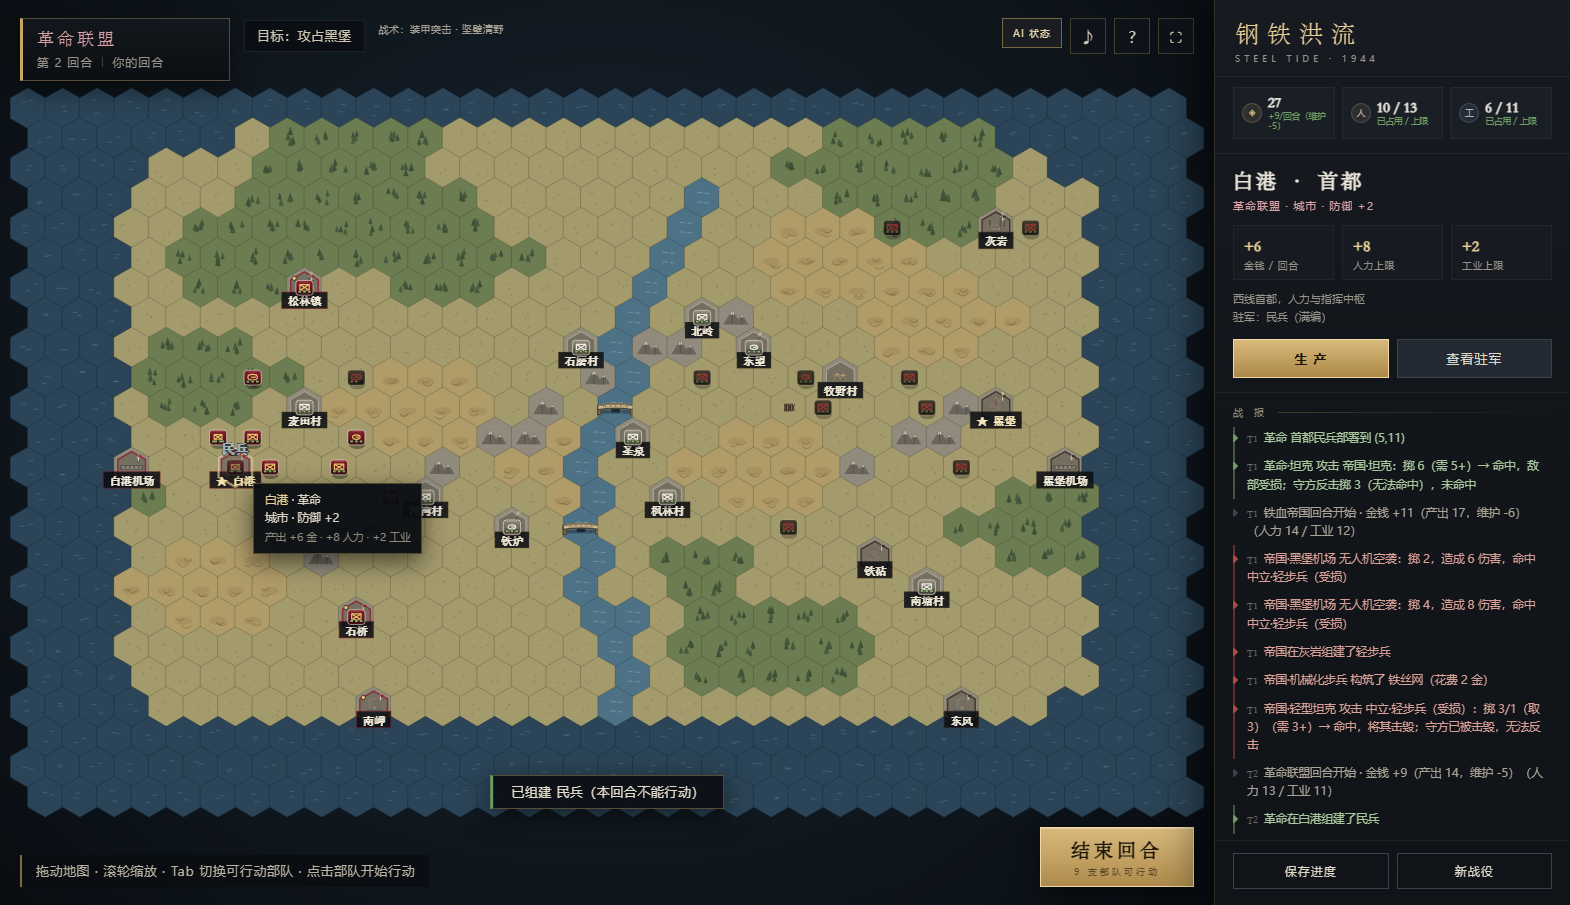 革命联盟
第 2 回合 | 你的回合
目标：攻占黑堡
战术：装甲突击 · 坚壁清野
AI 状态
?
灰岩
松林镇
北岭
石磨村
东望
牧野村
麦田村
★ 黑堡
圣泉
民兵
白港机场
★ 白港
黑堡机场
湾村
枫林村
白港 · 革命
城市 · 防御 +2
产出 +6 金 · +8 人力 · +2 工业
铁炉
铁砧
南塘村
石桥
南岬
东风
已组建 民兵（本回合不能行动）
拖动地图 · 滚轮缩放 · Tab 切换可行动部队 · 点击部队开始行动
结束回合
9 支部队可行动
钢铁洪流
STEEL TIDE · 1944
27
+9/回合（维护 -5）
人
10 / 13
已占用 / 上限
工
6 / 11
已占用 / 上限
白港 · 首都
革命联盟 · 城市 · 防御 +2
+6
金钱 / 回合
+8
人力上限
+2
工业上限
西线首都，人力与指挥中枢
驻军：民兵（满编）
生产
查看驻军
战报
T1 革命 首都民兵部署到 (5,11)
T1 革命·坦克 攻击 帝国·坦克：掷 6（需 5+）→ 命中，敌
部受损；守方反击掷 3（无法命中），未命中
T1 铁血帝国回合开始 · 金钱 +11（产出 17，维护 -6）
（人力 14 / 工业 12）
T1 帝国·黑堡机场 无人机空袭：掷 2，造成 6 伤害，命中
中立·轻步兵（受损）
T1 帝国·黑堡机场 无人机空袭：掷 4，造成 8 伤害，命中
中立·轻步兵（受损）
T1 帝国在灰岩组建了轻步兵
T1 帝国·机械化步兵 构筑了 铁丝网（花费 2 金）
T1 帝国·轻型坦克 攻击 中立·轻步兵（受损）：掷 3/1（取
3）（需 3+）→ 命中，将其击毁；守方已被击毁，无法反
击
T2 革命联盟回合开始 · 金钱 +9（产出 14，维护 -5）（人
力 13 / 工业 11）
T2 革命在白港组建了民兵
保存进度
新战役